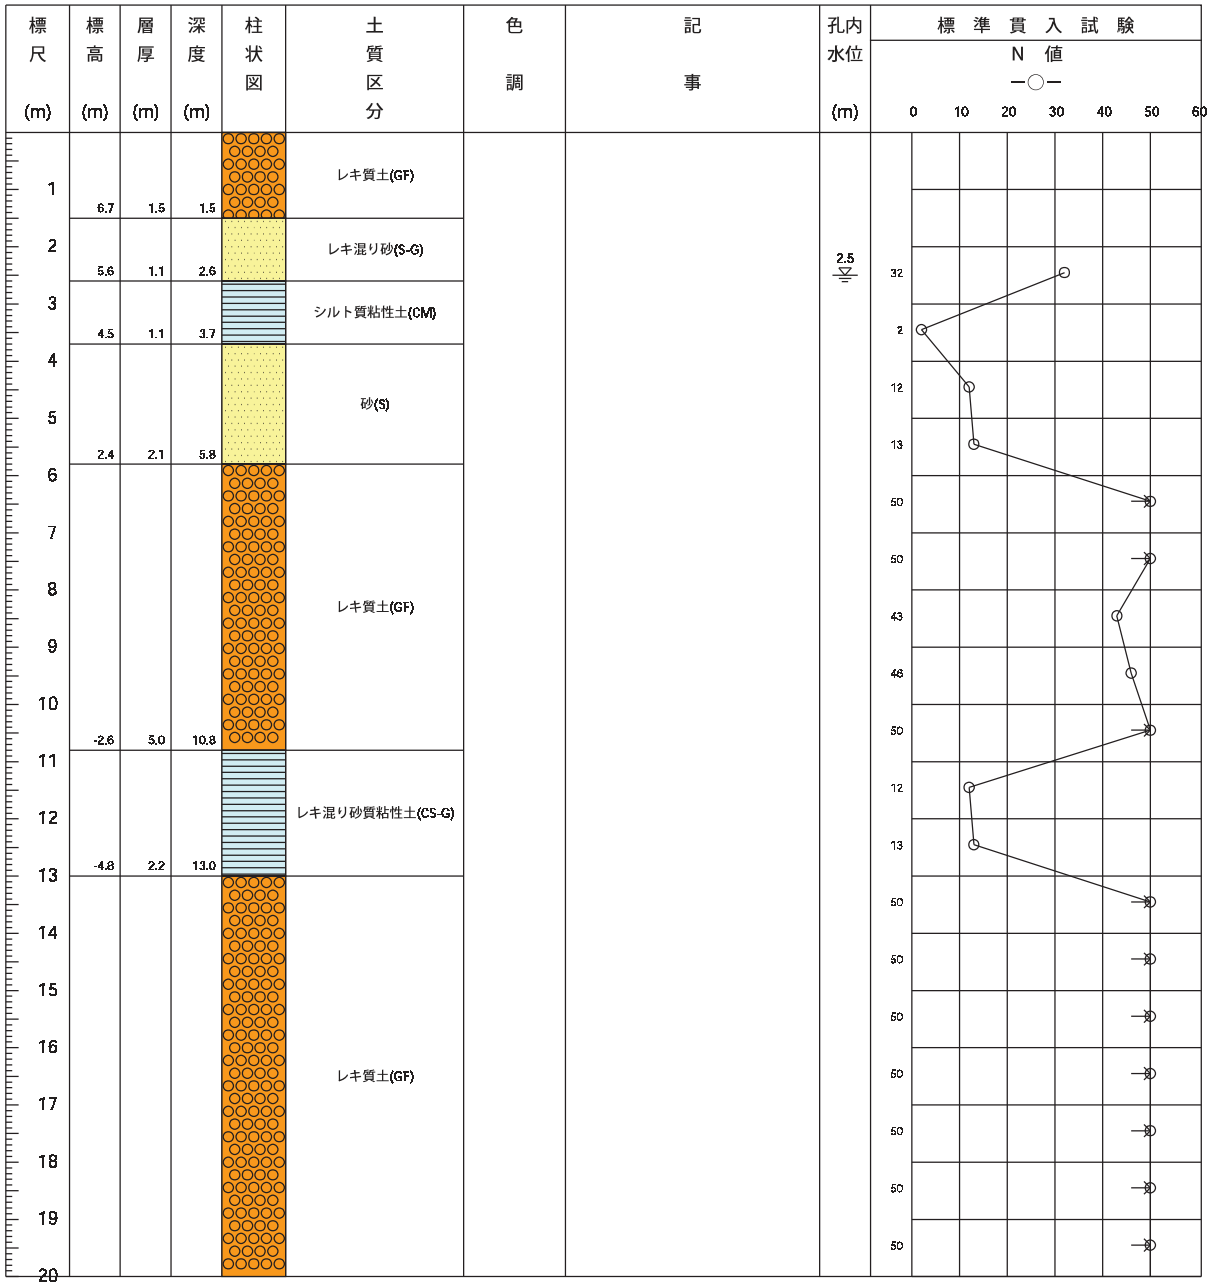 標尺 (m)
標高 (m)
層厚 (m)
深度 (m)
柱状図
土質区分
色調
記事
孔内水位 (m)
標準貫入試験
N 値
0 10 20 30 40 50 60
レキ質土(GF)
1
6.7 1.5 1.5
2
レキ混り砂(S-G)
2.5
5.6 1.1 2.6
32
3
シルト質粘性土(CM)
4.5 1.1 3.7
2
4
12
砂(S)
5
13
2.4 2.1 5.8
6
50
7
50
8
レキ質土(GF)
43
9
46
10
50
-2.6 5.0 10.8
11
12
レキ混り砂質粘性土(CS-G)
12
13
-4.8 2.2 13.0
13
50
14
50
15
50
16
50
レキ質土(GF)
17
50
18
50
19
50
20